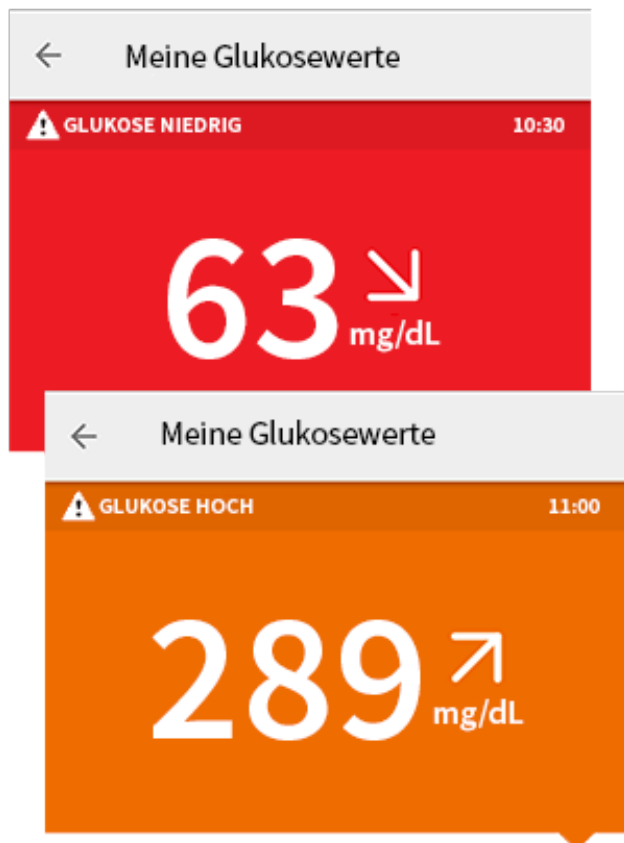 Meine Glukosewerte
GLUKOSE NIEDRIG 10:30
63 mg/dL
Meine Glukosewerte
GLUKOSE HOCH 11:00
289 mg/dL